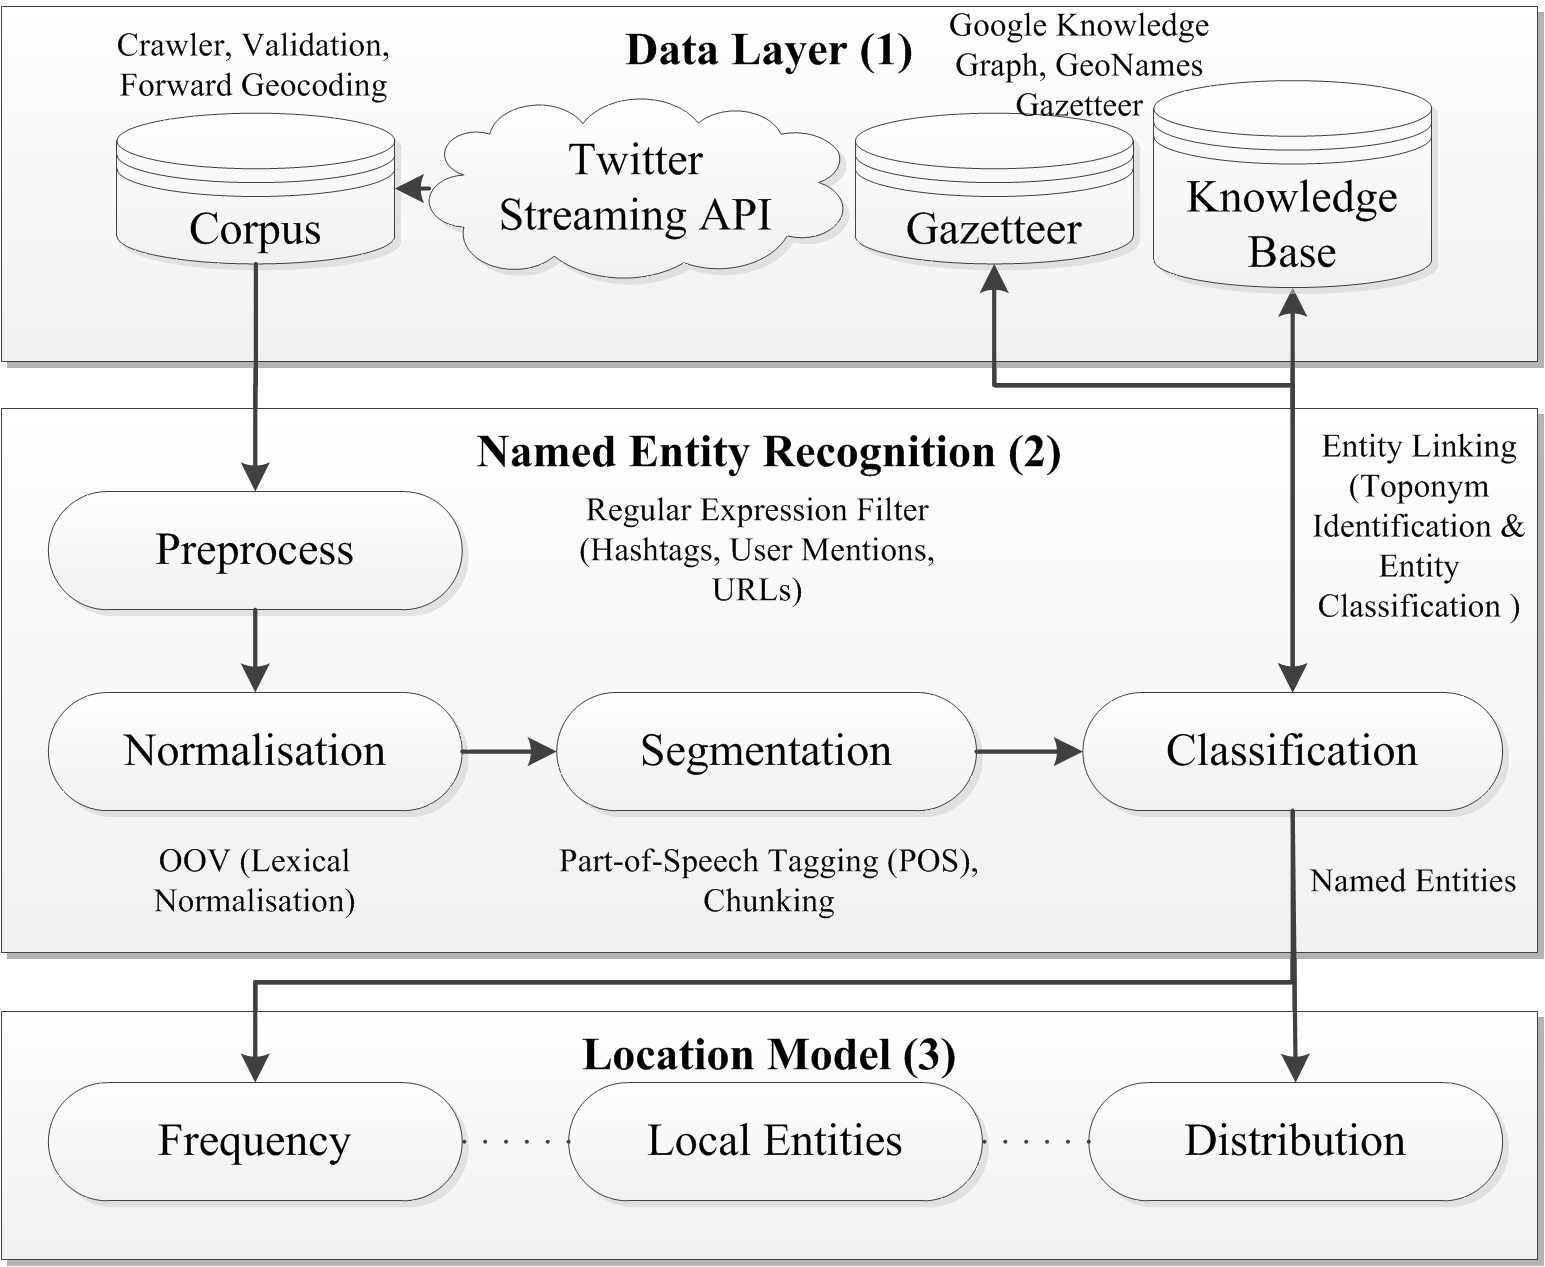 Data Layer (1)
Crawler, Validation,
Forward Geocoding
Google Knowledge
Graph, GeoNames
Gazetteer
Corpus
Twitter
Streaming API
Gazetteer
Knowledge
Base
Named Entity Recognition (2)
Entity Linking
(Toponym
Identification &
Entity
Classification )
Preprocess
Regular Expression Filter
(Hashtags, User Mentions,
URLs)
Normalisation
Segmentation
Classification
OOV (Lexical
Normalisation)
Part-of-Speech Tagging (POS),
Chunking
Named Entities
Location Model (3)
Frequency
Local Entities
Distribution